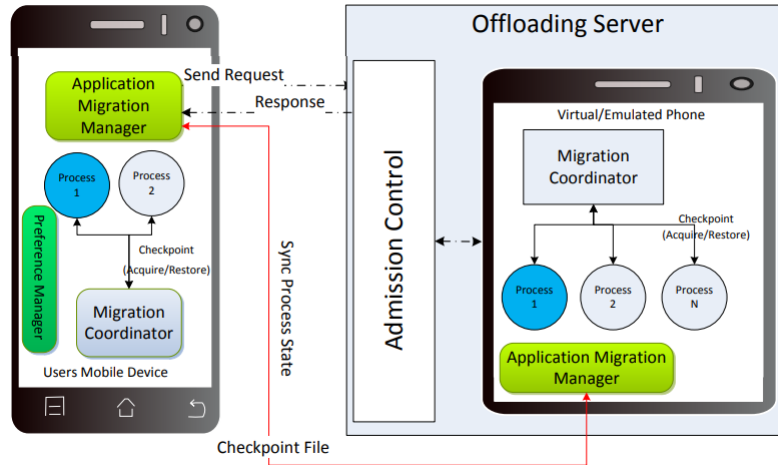 Offloading Server
Send Request
Response
Application
Migration
Manager
Process
1
Process
2
Preference Manager
Checkpoint
(Acquire/Restore)
Migration
Coordinator
Users Mobile Device
Sync Process State
Checkpoint File
Admission Control
Virtual/Emulated Phone
Migration
Coordinator
Checkpoint
(Acquire/Restore)
Process
1
Process
2
Process
N
Application Migration
Manager